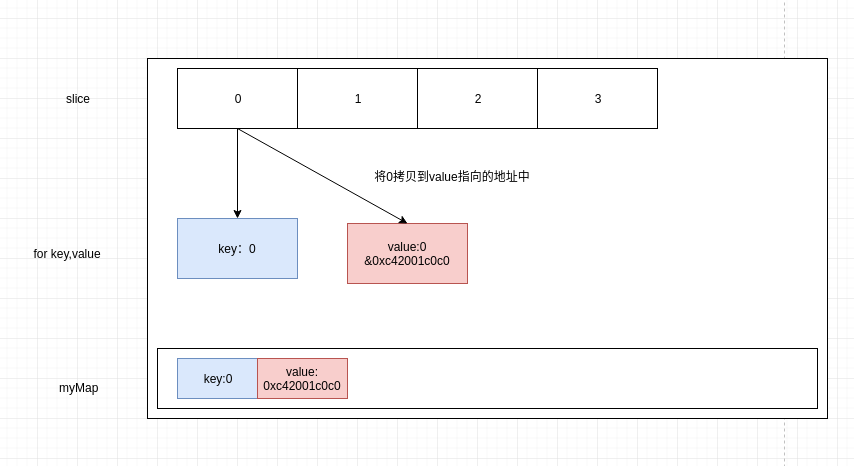 slice
0
1
2
3
将0拷贝到value指向的地址中
for key,value
key：0
value:0
&0xc42001c0c0
myMap
key:0
value:
0xc42001c0c0